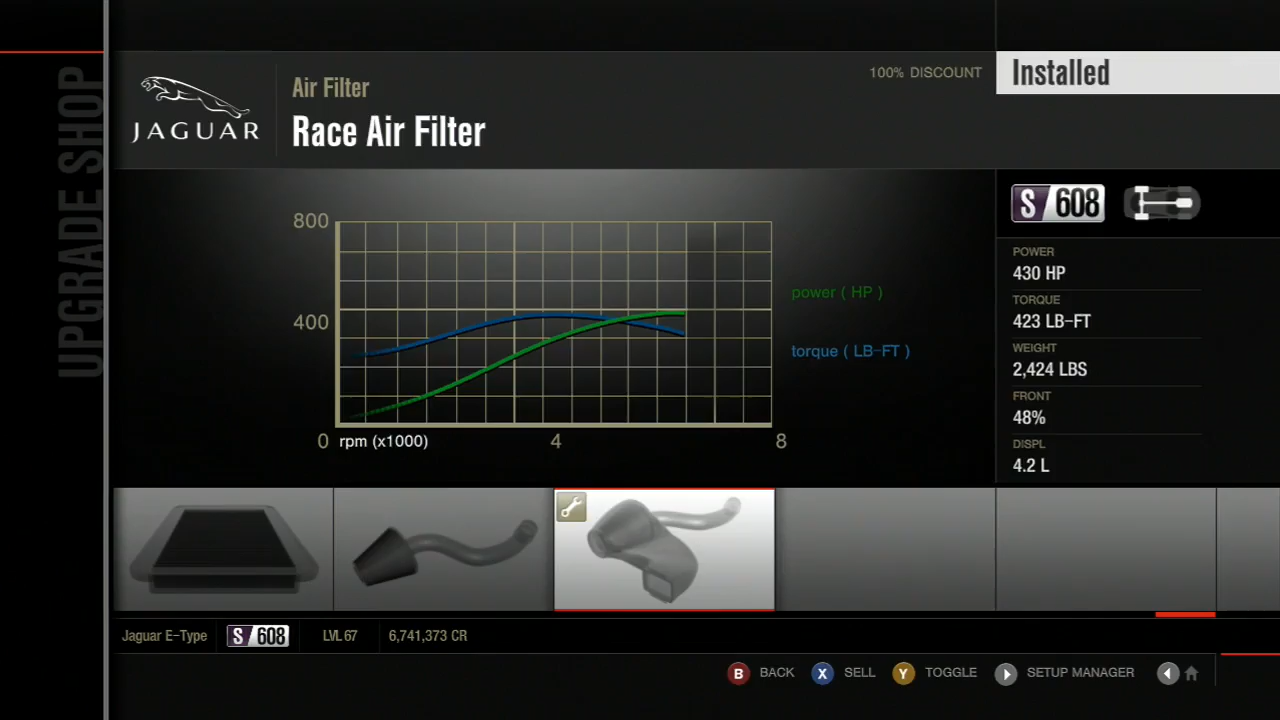 UPGRADE SHOP
JAGUAR
Air Filter
Race Air Filter
100% DISCOUNT
Installed
800
400
0
rpm (x1000)
4
8
power ( HP )
torque ( LB-FT )
S 608
POWER
430 HP
TORQUE
423 LB-FT
WEIGHT
2,424 LBS
FRONT
48%
DISPL
4.2 L
Jaguar E-Type S 608 LVL 67 6,741,373 CR
B BACK X SELL Y TOGGLE SETUP MANAGER